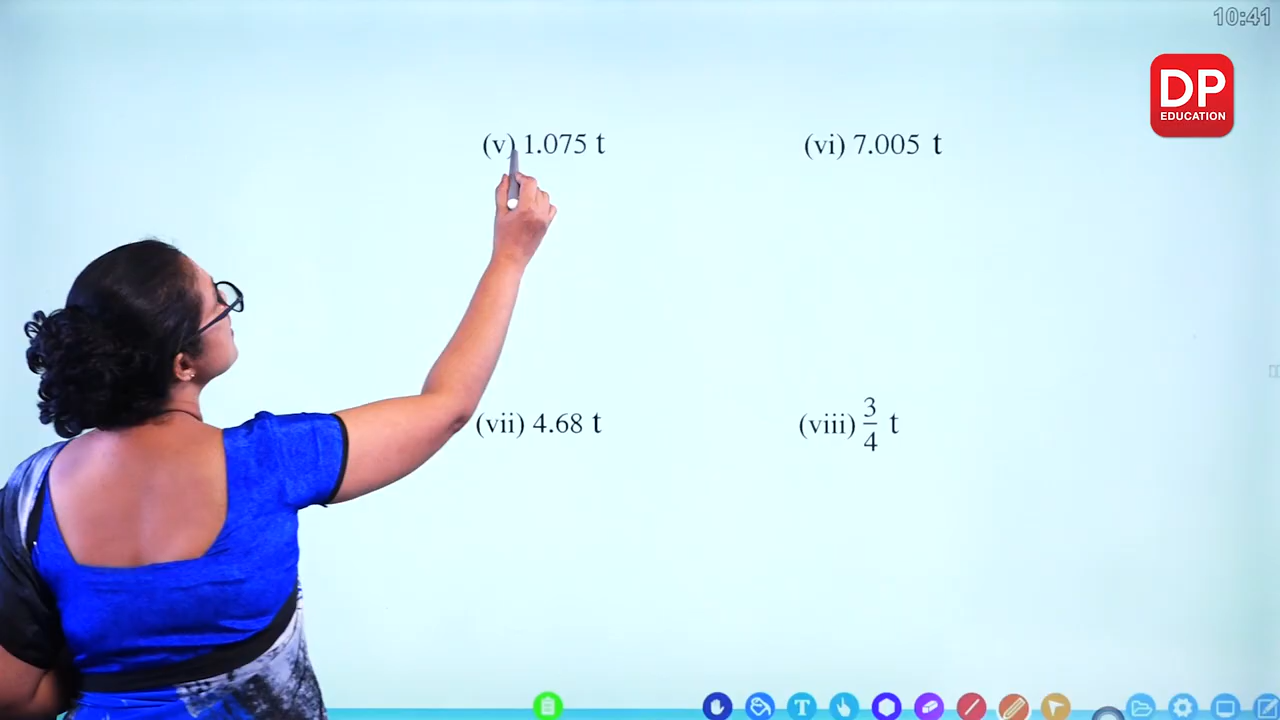 10:41
DP
EDUCATION
(v) 1.075 t
(vi) 7.005 t
(vii) 4.68 t
(viii) 3/4 t
T